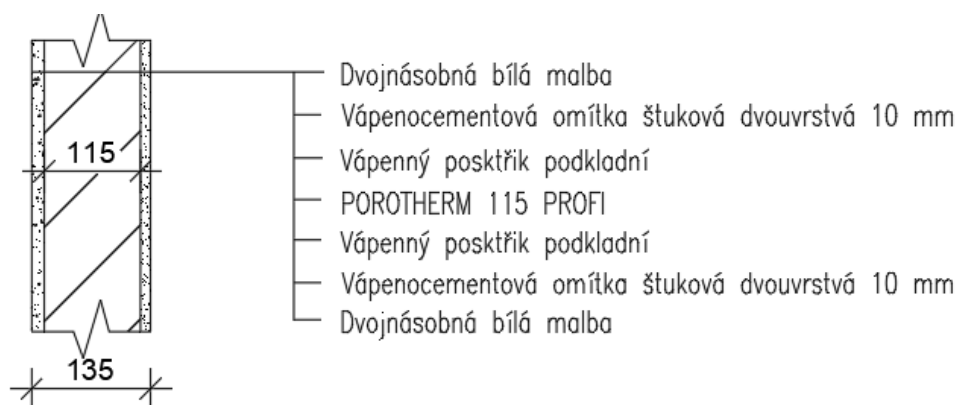 Dvojnásobná bílá malba
Vápenocementová omítka štuková dvouvrstvá 10 mm
115
Vápenný posktřik podkladní
POROTHERM 115 PROFI
Vápenný posktřik podkladní
Vápenocementová omítka štuková dvouvrstvá 10 mm
Dvojnásobná bílá malba
135